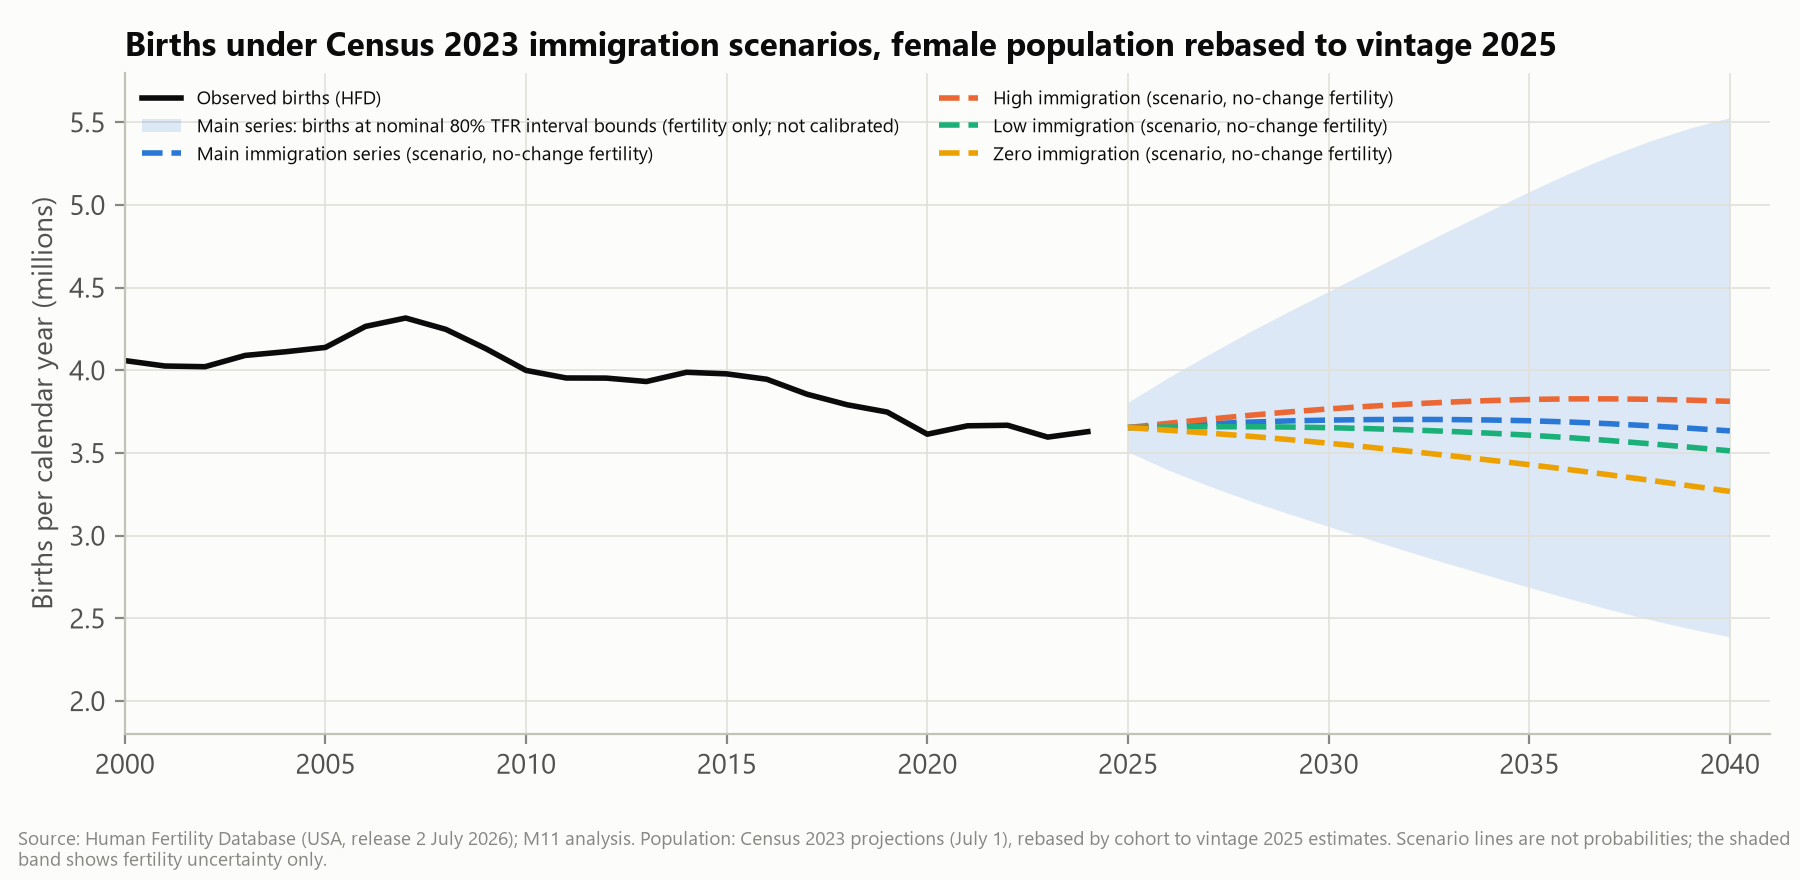 Births under Census 2023 immigration scenarios, female population rebased to vintage 2025
Observed births (HFD)
Main series: births at nominal 80% TFR interval bounds (fertility only; not calibrated)
Main immigration series (scenario, no-change fertility)
High immigration (scenario, no-change fertility)
Low immigration (scenario, no-change fertility)
Zero immigration (scenario, no-change fertility)
Births per calendar year (millions)
5.5
5.0
4.5
4.0
3.5
3.0
2.5
2.0
2000 2005 2010 2015 2020 2025 2030 2035 2040
Source: Human Fertility Database (USA, release 2 July 2026); M11 analysis. Population: Census 2023 projections (July 1), rebased by cohort to vintage 2025 estimates. Scenario lines are not probabilities; the shaded
band shows fertility uncertainty only.